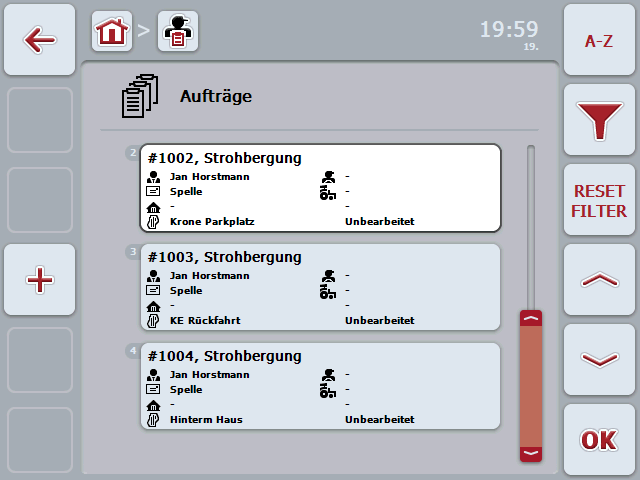 19:59
19.
A-Z
Aufträge
2
#1002, Strohbergung
Jan Horstmann -
Spelle -
- -
Krone Parkplatz Unbearbeitet
RESET
FILTER
3
#1003, Strohbergung
Jan Horstmann -
Spelle -
- -
KE Rückfahrt Unbearbeitet
4
#1004, Strohbergung
Jan Horstmann -
Spelle -
- -
Hinterm Haus Unbearbeitet
OK